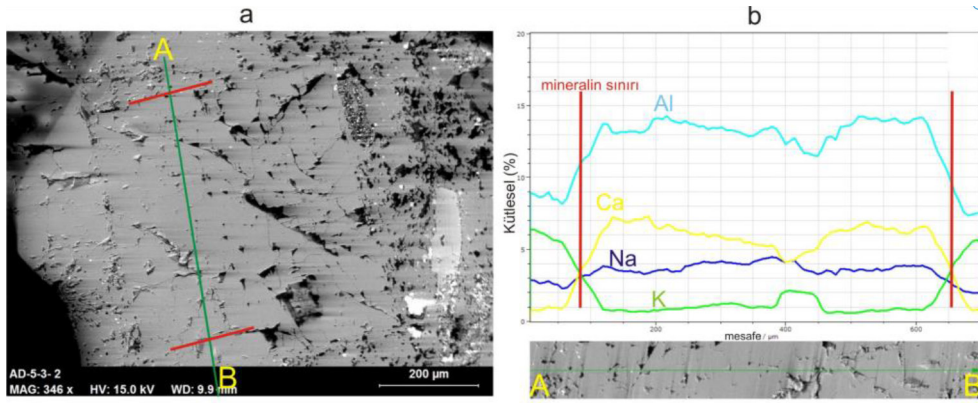 a
A
B
AD-5-3- 2
MAG: 346 x HV: 15.0 kV WD: 9.9 mm
200 µm
b
20
15
10
5
0
Kütlesel (%)
mineralin sınırı
Al
Ca
Na
K
200
400
600
mesafe / µm
A
B